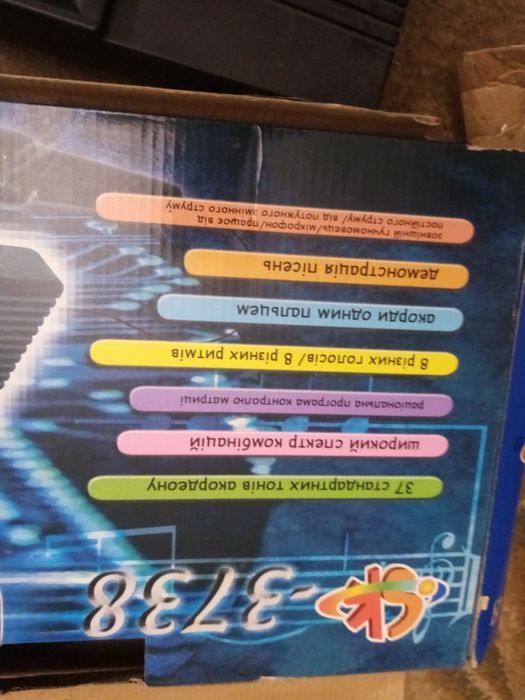 SK-3738
37 стандартних тонів акордеону
широкий спектр комбінацій
раціональна програма контролю матриці
8 різних голосів/ 8 різних ритмів
акорди одним пальцем
демонстрація пісень
зовнішній гучномовець/мікрофон/працює від
постійного струму/ від потужного змінного струму